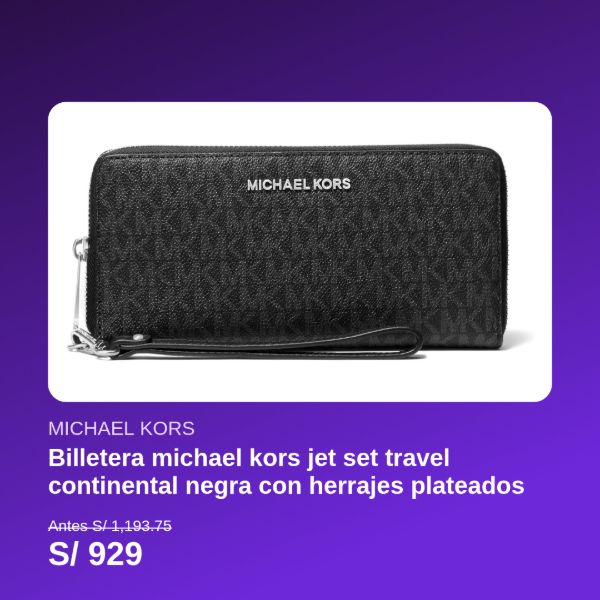 MICHAEL KORS
MICHAEL KORS
Billetera michael kors jet set travel
continental negra con herrajes plateados
Antes S/ 1,193.75
S/ 929